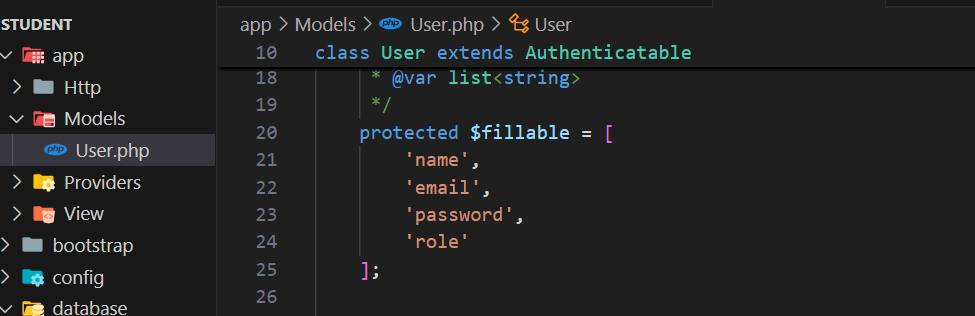 STUDENT
app
Http
Models
php User.php
Providers
View
bootstrap
config
database
app > Models > php User.php > User
10 class User extends Authenticatable
18 * @var list<string>
19 */
20 protected $fillable = [
21 'name',
22 'email',
23 'password',
24 'role'
25 ];
26